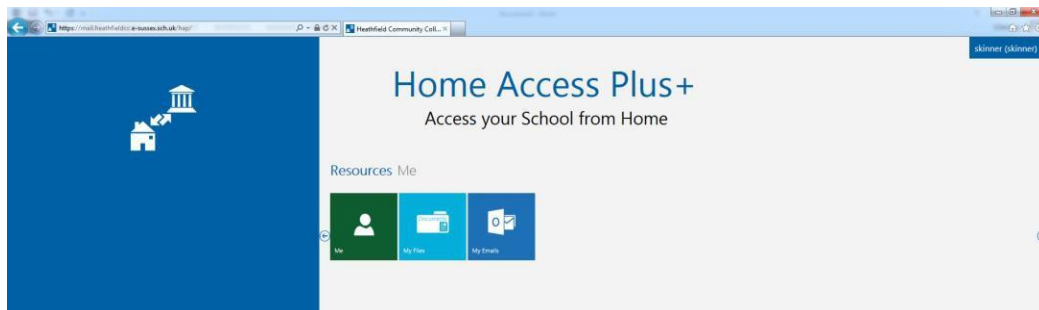 https://mail.heathfieldcc.e-sussex.sch.uk/hap/
Heathfield Community Coll...
skinner (skinner)
Home Access Plus+
Access your School from Home
Resources Me
Me
My Files
My Emails